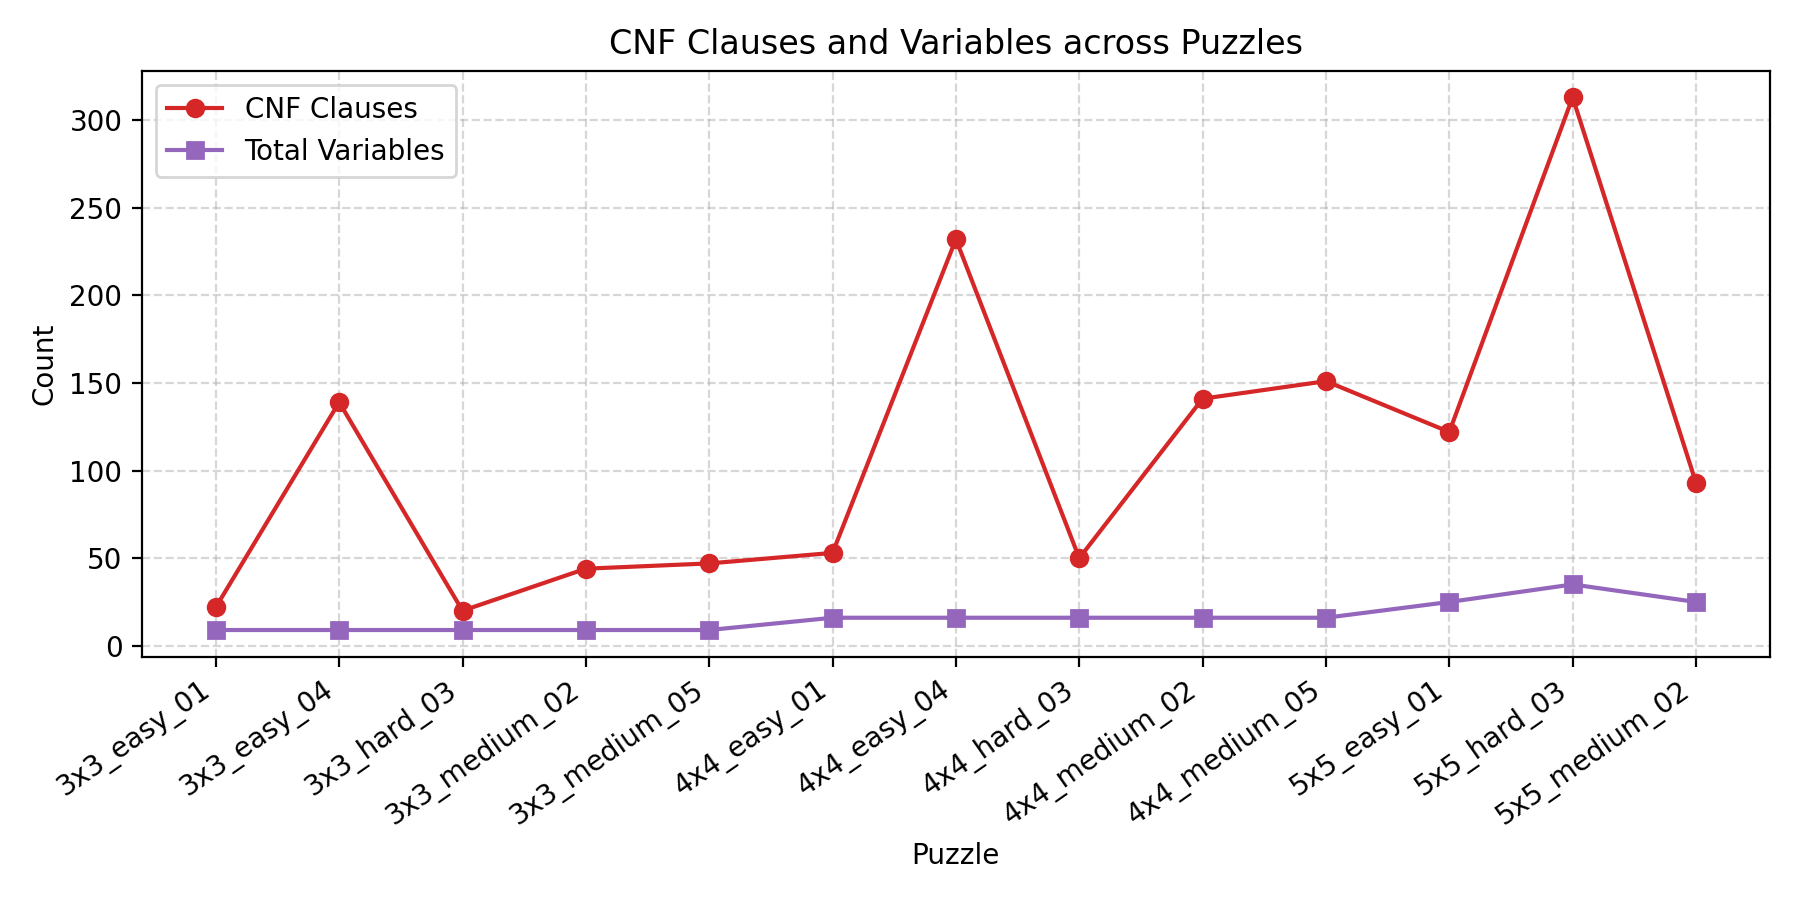 CNF Clauses and Variables across Puzzles
CNF Clauses
Total Variables
Count
300
250
200
150
100
50
0
3x3_easy_01
3x3_easy_04
3x3_hard_03
3x3_medium_02
3x3_medium_05
4x4_easy_01
4x4_easy_04
4x4_hard_03
4x4_medium_02
4x4_medium_05
5x5_easy_01
5x5_hard_03
5x5_medium_02
Puzzle